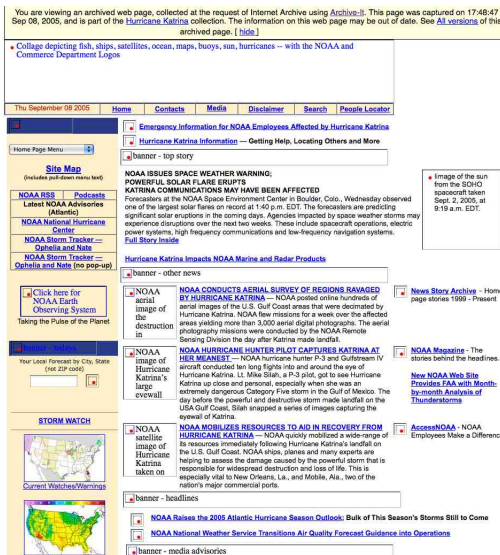 You are viewing an archived web page, collected at the request of Internet Archive using Archive-It. This page was captured on 17:48:47
Sep 08, 2005, and is part of the Hurricane Katrina collection. The information on this web page may be out of date. See All versions of this
archived page. [ hide ]
Collage depicting fish, ships, satellites, ocean, maps, buoys, sun, hurricanes -- with the NOAA and
Commerce Department Logos
Thu September 08 2005 Home Contacts Media Disclaimer Search People Locator
Home Page Menu
Site Map
(includes pull-down menu text)
NOAA RSS Podcasts
Latest NOAA Advisories
(Atlantic)
NOAA National Hurricane
Center
NOAA Storm Tracker —
Ophelia and Nate
NOAA Storm Tracker —
Ophelia and Nate (no pop-up)
Click here for
NOAA Earth
Observing System
Taking the Pulse of the Planet
banner - todays
Your Local Forecast by City, State
(not ZIP code)
STORM WATCH
Current Watches/Warnings
Emergency Information for NOAA Employees Affected by Hurricane Katrina
Hurricane Katrina Information — Getting Help, Locating Others and More
banner - top story
NOAA ISSUES SPACE WEATHER WARNING;
POWERFUL SOLAR FLARE ERUPTS
KATRINA COMMUNICATIONS MAY HAVE BEEN AFFECTED
Forecasters at the NOAA Space Environment Center in Boulder, Colo., Wednesday observed
one of the largest solar flares on record at 1:40 p.m. EDT. The forecasters are predicting
significant solar eruptions in the coming days. Agencies impacted by space weather storms may
experience disruptions over the next two weeks. These include spacecraft operations, electric
power systems, high frequency communications and low-frequency navigation systems.
Full Story Inside
Iimage of the sun
from the SOHO
spacecraft taken
Sept. 2, 2005, at
9:19 a.m. EDT.
Hurricane Katrina Impacts NOAA Marine and Radar Products
banner - other news
NOAA
aerial
image of
the
destruction
in
NOAA CONDUCTS AERIAL SURVEY OF REGIONS RAVAGED
BY HURRICANE KATRINA — NOAA posted online hundreds of
aerial images of the U.S. Gulf Coast areas that were decimated by
Hurricane Katrina. NOAA flew missions for a week over the affected
areas yielding more than 3,000 aerial digital photographs. The aerial
photography missions were conducted by the NOAA Remote
Sensing Division the day after Katrina made landfall.
News Story Archive - Home
page stories 1999 - Present
NOAA
image of
Hurricane
Katrina's
large
eyewall
NOAA HURRICANE HUNTER PILOT CAPTURES KATRINA AT
HER MEANEST — NOAA hurricane hunter P-3 and Gulfstream IV
aircraft conducted ten long flights into and around the eye of
Hurricane Katrina. Lt. Mike Silah, a P-3 pilot, got to see Hurricane
Katrina up close and personal, especially when she was an
extremely dangerous Category Five storm in the Gulf of Mexico. The
day before the powerful and destructive storm made landfall on the
USA Gulf Coast, Silah snapped a series of images capturing the
eyewall of Katrina.
NOAA Magazine - The
stories behind the headlines.
New NOAA Web Site
Provides FAA with Month-
by-month Analysis of
Thunderstorms
NOAA
satellite
image of
Hurricane
Katrina
taken on
NOAA MOBILIZES RESOURCES TO AID IN RECOVERY FROM
HURRICANE KATRINA — NOAA quickly mobilized a wide-range of
its resources immediately following Hurricane Katrina's landfall on
the U.S. Gulf Coast. NOAA ships, planes and many experts are
helping to assess the damage caused by the powerful storm that is
responsible for widespread destruction and loss of life. This is
especially vital to New Orleans, La., and Mobile, Ala., two of the
nation's major commercial ports.
AccessNOAA - NOAA
Employees Make a Difference
banner - headlines
NOAA Raises the 2005 Atlantic Hurricane Season Outlook: Bulk of This Season's Storms Still to Come
NOAA National Weather Service Transitions Air Quality Forecast Guidance into Operations
banner - media advisories